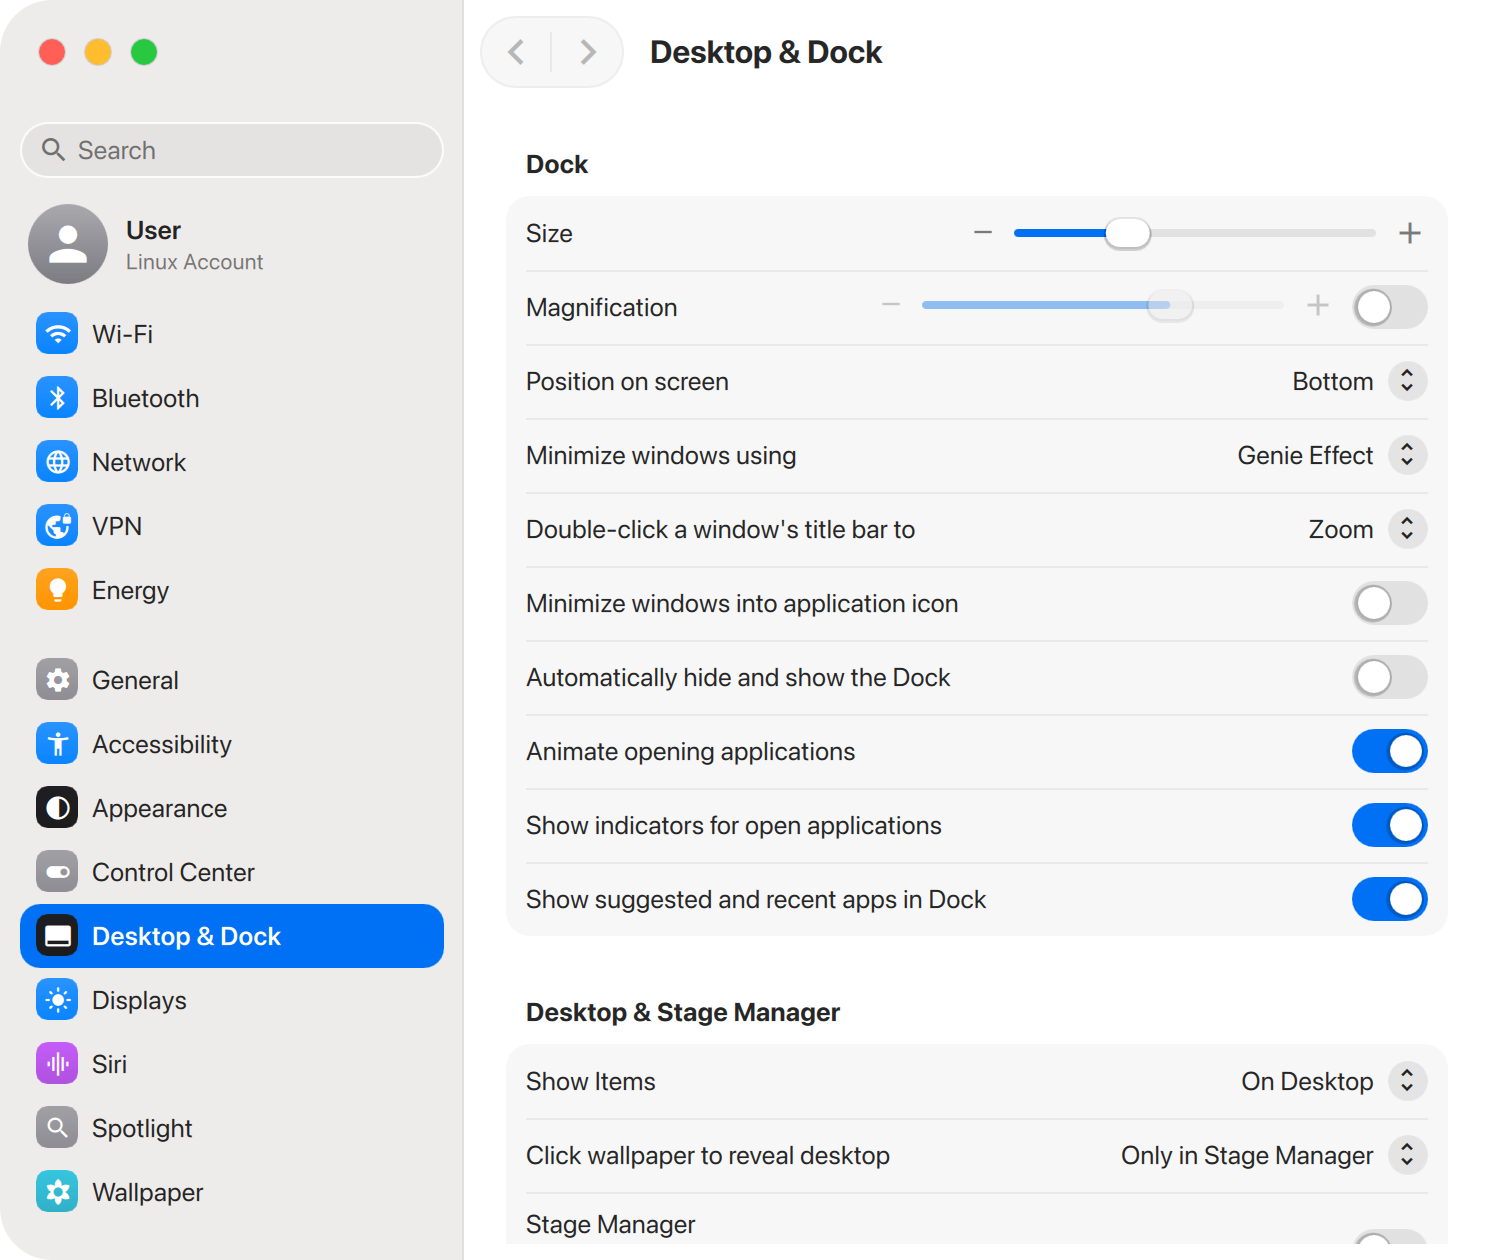 Desktop & Dock
Search
User
Linux Account
Wi-Fi
Bluetooth
Network
VPN
Energy
General
Accessibility
Appearance
Control Center
Desktop & Dock
Displays
Siri
Spotlight
Wallpaper
Dock
Size
Magnification
Position on screen Bottom
Minimize windows using Genie Effect
Double-click a window's title bar to Zoom
Minimize windows into application icon
Automatically hide and show the Dock
Animate opening applications
Show indicators for open applications
Show suggested and recent apps in Dock
Desktop & Stage Manager
Show Items On Desktop
Click wallpaper to reveal desktop Only in Stage Manager
Stage Manager